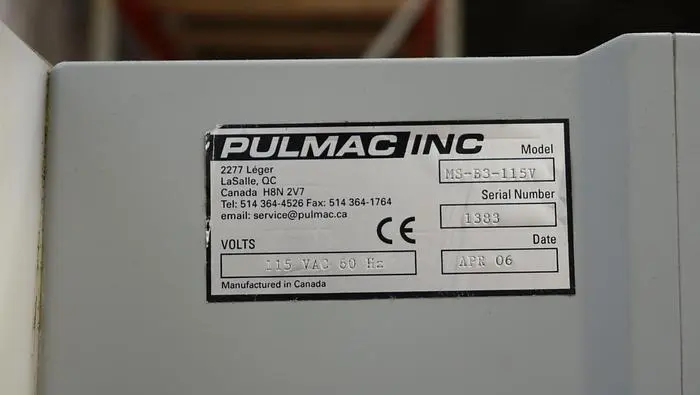 PULMAC INC
2277 Léger
LaSalle, QC
Canada H8N 2V7
Tel: 514 364-4526 Fax: 514 364-1764
email: service@pulmac.ca
CE
VOLTS
115 VAC 60 Hz
Manufactured in Canada
Model
MS-B3-115V
Serial Number
1383
Date
APR 06